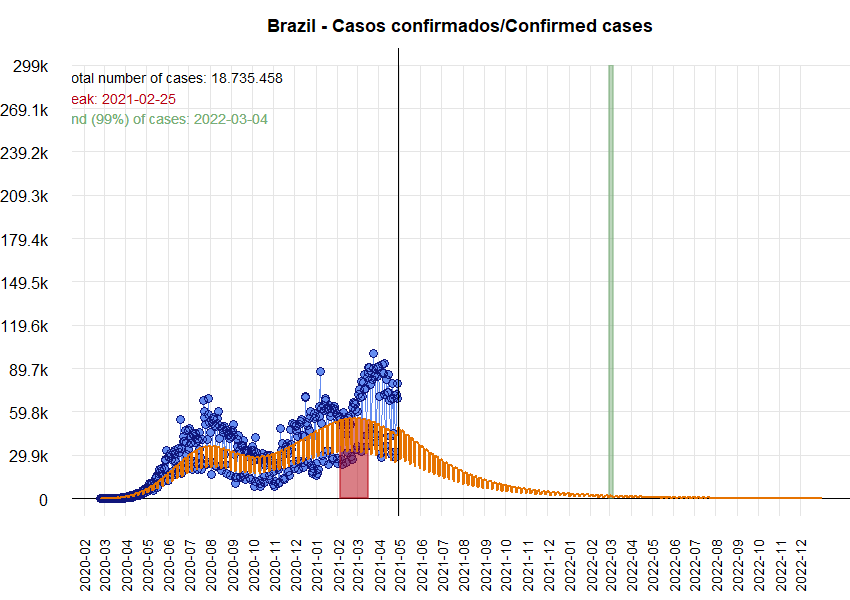 Brazil - Casos confirmados/Confirmed cases
299k
269.1k
239.2k
209.3k
179.4k
149.5k
119.6k
89.7k
59.8k
29.9k
0
otal number of cases: 18.735.458
eak: 2021-02-25
nd (99%) of cases: 2022-03-04
2020-02
2020-03
2020-04
2020-05
2020-06
2020-07
2020-08
2020-09
2020-10
2020-11
2020-12
2021-01
2021-02
2021-03
2021-04
2021-05
2021-06
2021-07
2021-08
2021-09
2021-10
2021-11
2021-12
2022-01
2022-02
2022-03
2022-04
2022-05
2022-06
2022-07
2022-08
2022-09
2022-10
2022-11
2022-12